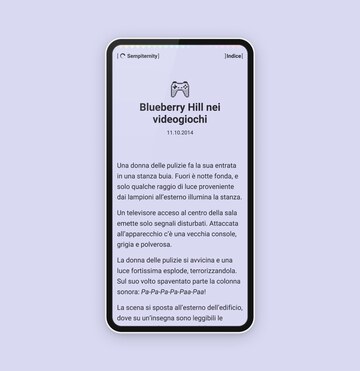 [ Sempiternity]
[Indice]
Blueberry Hill nei
videogiochi
11.10.2014
Una donna delle pulizie fa la sua entrata
in una stanza buia. Fuori è notte fonda, e
solo qualche raggio di luce proveniente
dai lampioni all'esterno illumina la stanza.
Un televisore acceso al centro della sala
emette solo segnali disturbati. Attaccata
all'apparecchio c'è una vecchia console,
grigia e polverosa.
La donna delle pulizie si avvicina e una
luce fortissima esplode, terrorizzandola.
Sul suo volto spaventato parte la colonna
sonora: Pa-Pa-Pa-Pa-Paa-Paa!
La scena si sposta all'esterno dell'edificio,
dove su un'insegna sono leggibili le